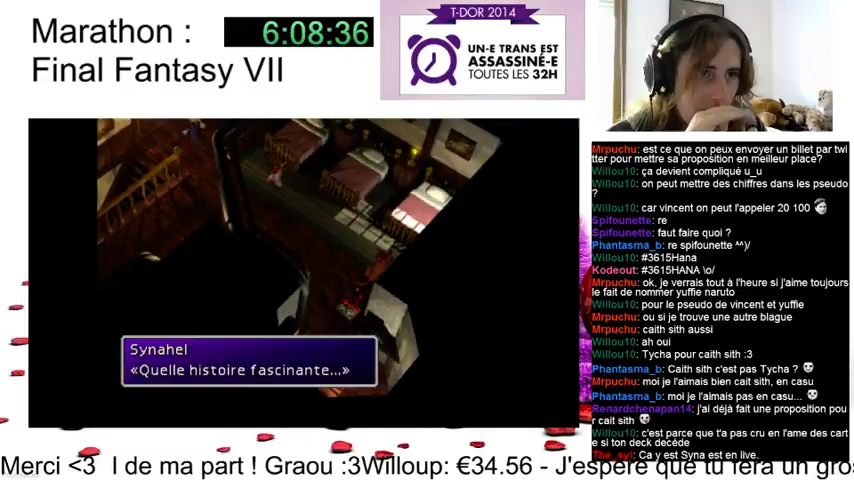 Marathon :
Final Fantasy VII
6:08:36
T-DOR 2014
UN-E TRANS EST
ASSASSINÉ-E
TOUTES LES 32H
Synahel
«Quelle histoire fascinante...»
Mrpuchu: est ce que on peux envoyer un billet par twi
tter pour mettre sa proposition en meilleur place?
Willou10: ça devient compliqué u_u
Willou10: on peut mettre des chiffres dans les pseudo
?
Willou10: car vincent on peut l'appeler 20 100
Spifounette: re
Spifounette: faut faire quoi ?
Phantasma_b: re spifounette ^^)/
Willou10: #3615Hana
Kodeout: #3615HANA \o/
Mrpuchu: ok, je verrais tout à l'heure si j'aime toujours
le fait de nommer yuffie naruto
Willou10: pour le pseudo de vincent et yuffie
Mrpuchu: ou si je trouve une autre blague
Mrpuchu: caith sith aussi
Willou10: ah oui
Willou10: Tycha pour caith sith :3
Phantasma_b: Caith sith c'est pas Tycha ?
Mrpuchu: moi je l'aimais bien cait sith, en casu
Phantasma_b: moi je l'aimais pas en casu...
Renardchenapan14: j'ai déjà fait une proposition pou
r cait sith
Willou10: c'est parce que t'a pas cru en l'ame des cart
e si ton deck decède
The_syl: Ca y est Syna est en live.
Merci <3 l de ma part ! Graou :3Willoup: €34.56 - J'espère que tu fera un gros